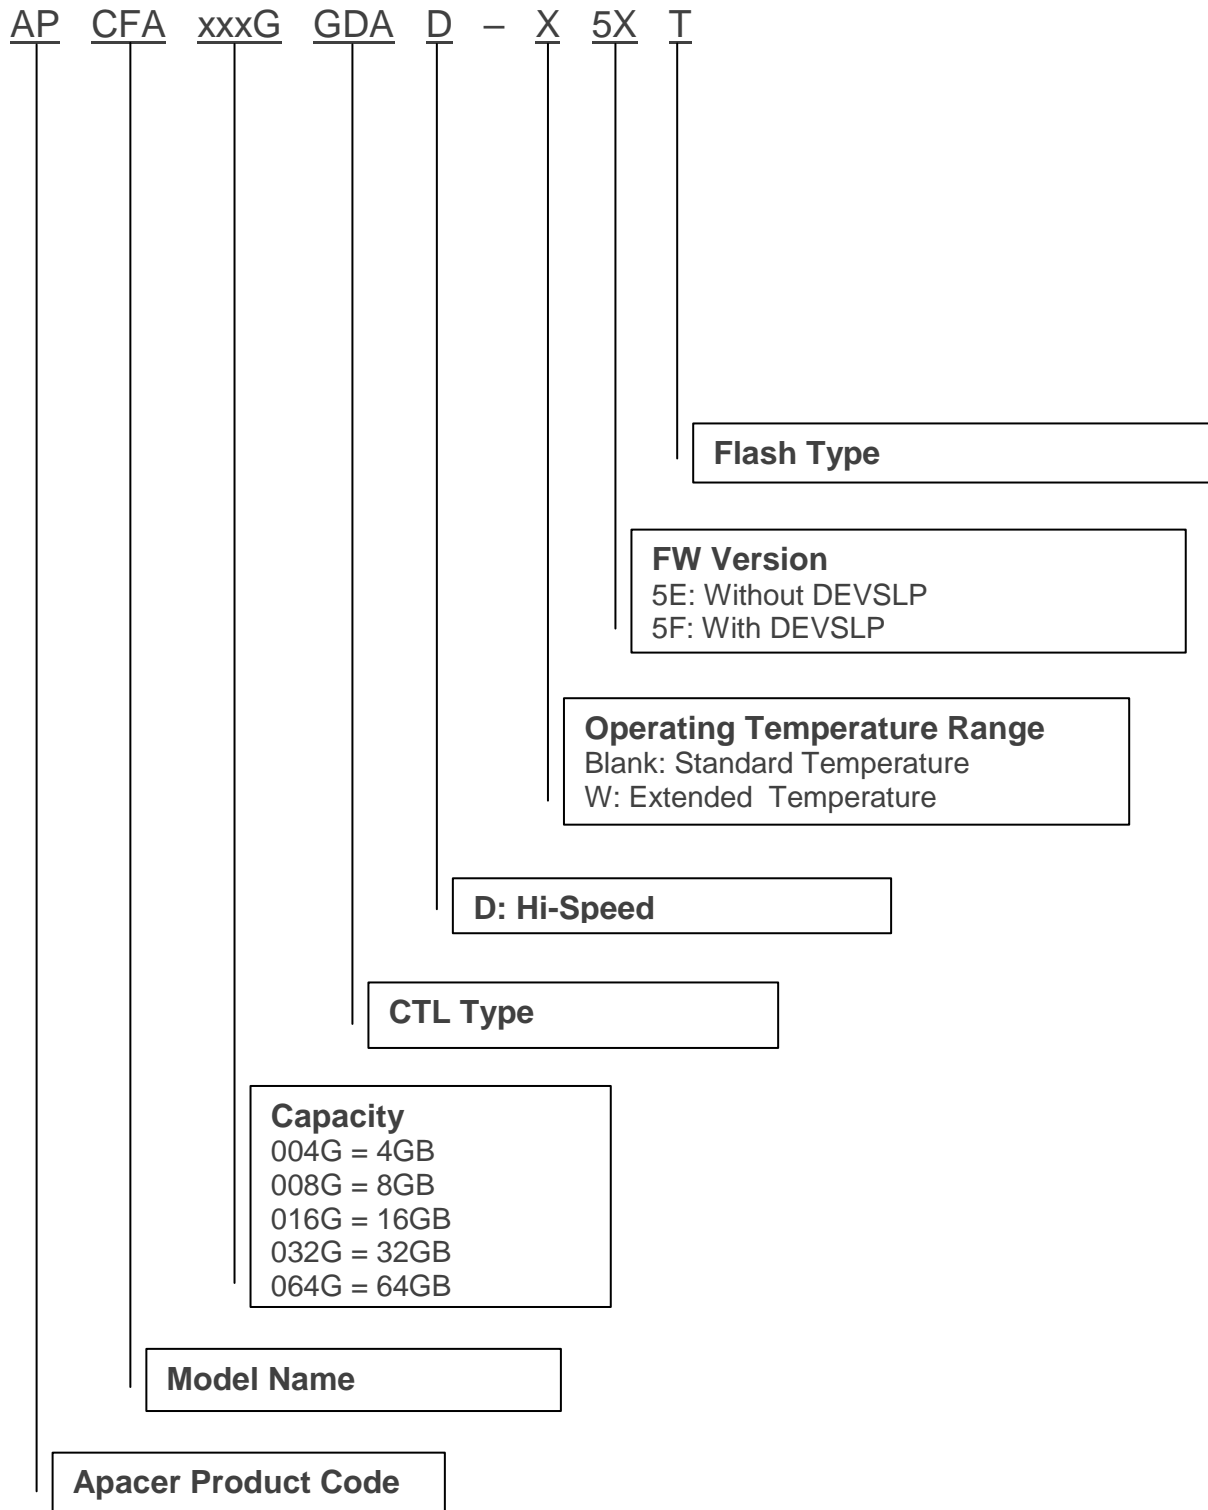 AP CFA xxxG GDA D – X 5X T
Flash Type
FW Version
5E: Without DEVSLP
5F: With DEVSLP
Operating Temperature Range
Blank: Standard Temperature
W: Extended Temperature
D: Hi-Speed
CTL Type
Capacity
004G = 4GB
008G = 8GB
016G = 16GB
032G = 32GB
064G = 64GB
Model Name
Apacer Product Code